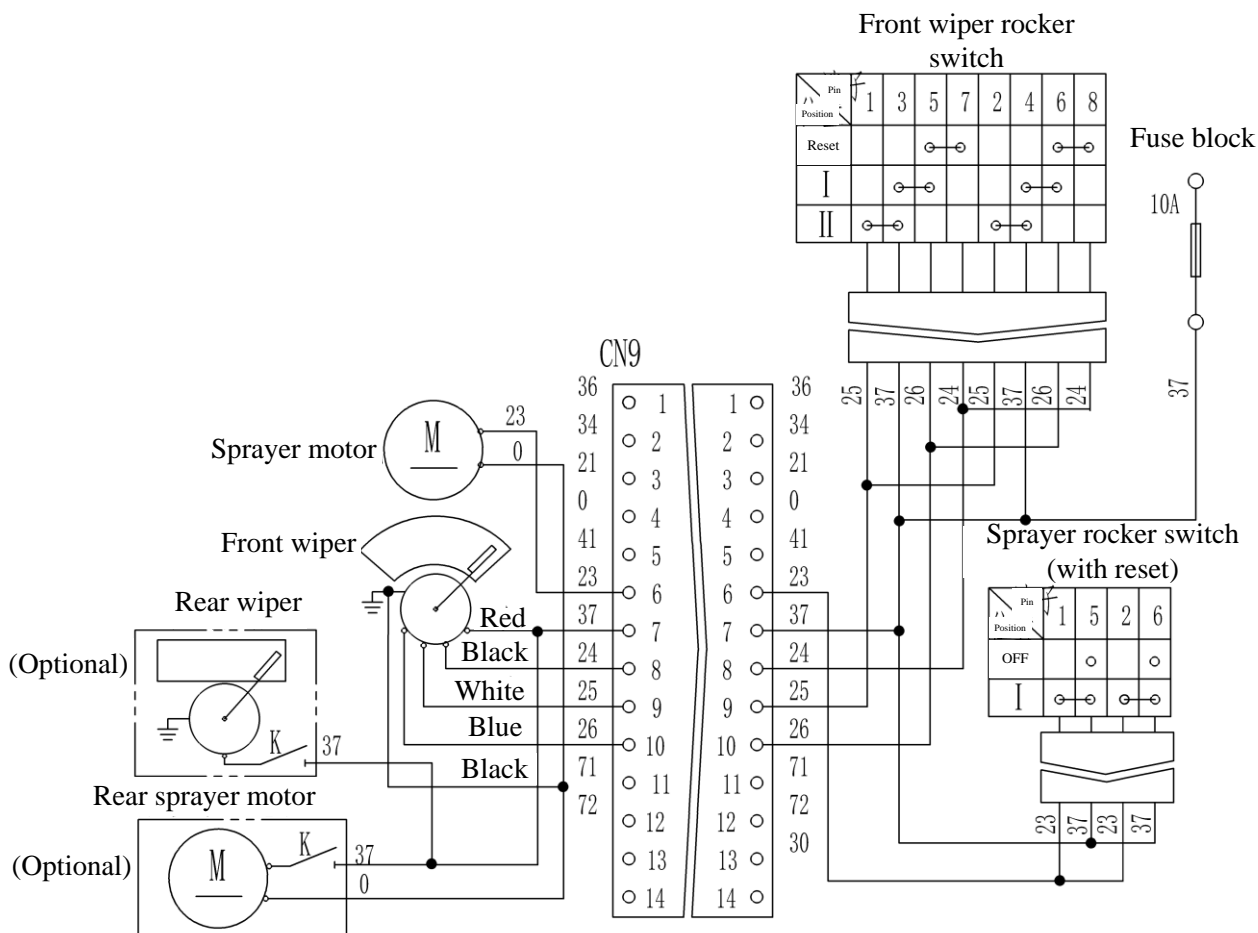 Front wiper rocker
switch
Pin
Position
1 3 5 7 2 4 6 8
Reset
I
II
Fuse block
10A
37
25 37 26 24 25 37 26 24
CN9
36
34
21
0
41
23
37
24
25
26
71
72
1
2
3
4
5
6
7
8
9
10
11
12
13
14
1
2
3
4
5
6
7
8
9
10
11
12
13
14
36
34
21
0
41
23
37
24
25
26
71
72
30
Sprayer motor
M
23
0
Front wiper
Red
Black
White
Blue
Black
Rear wiper
(Optional)
K
37
Rear sprayer motor
(Optional)
M
K
37
0
Sprayer rocker switch
(with reset)
Pin
Position
1 5 2 6
OFF
I
23 37 23 37